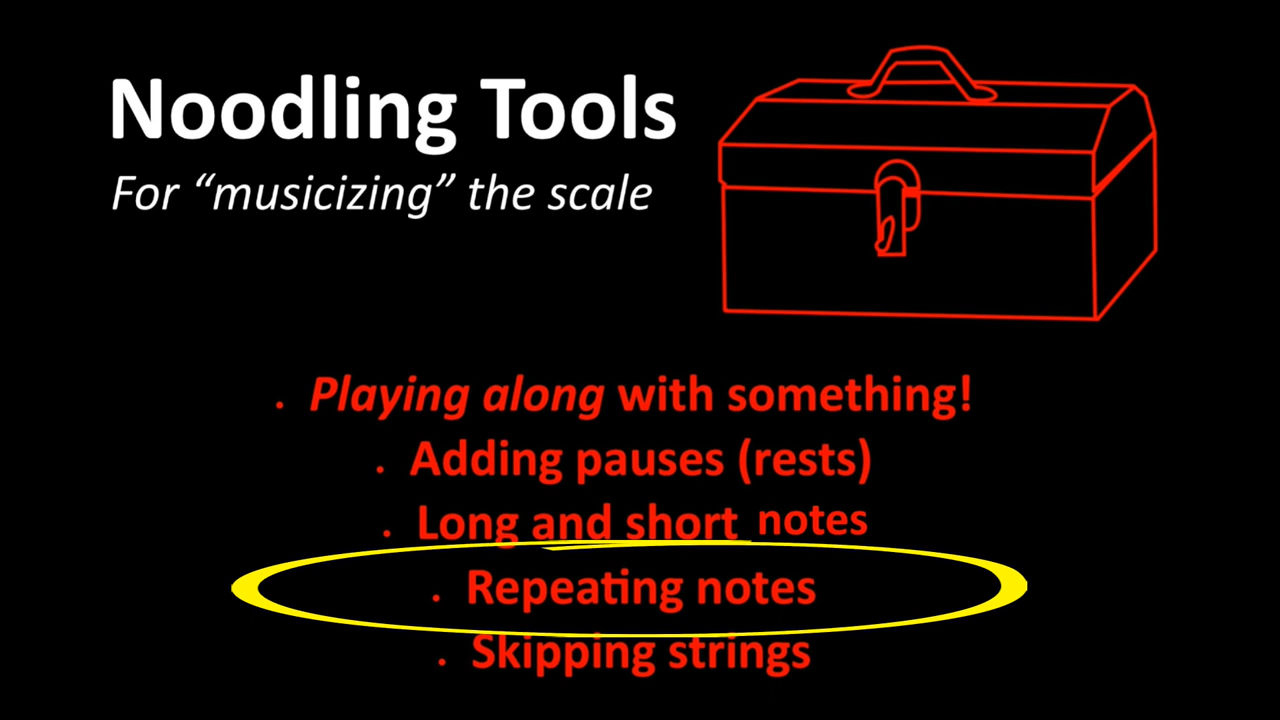 Noodling Tools
For “musicizing” the scale
. Playing along with something!
. Adding pauses (rests)
. Long and short notes
. Repeating notes
. Skipping strings